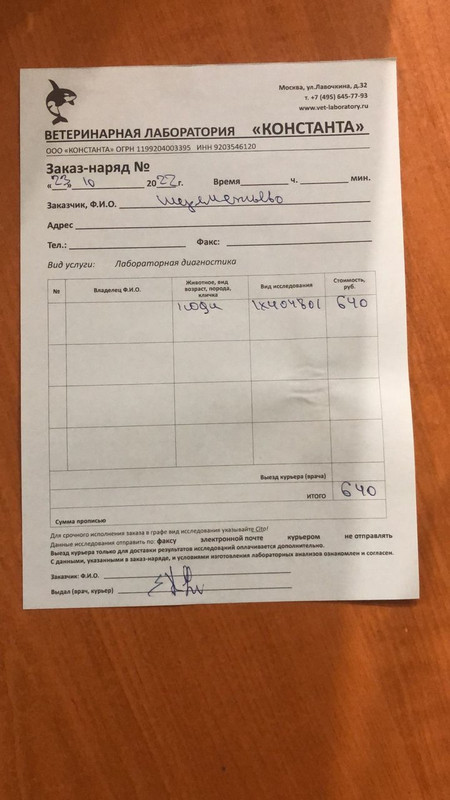 Москва, ул.Лавочкина, д.32
т. +7 (495) 645-77-93
www.vet-laboratory.ru
ВЕТЕРИНАРНАЯ ЛАБОРАТОРИЯ «КОНСТАНТА»
ООО «КОНСТАНТА» ОГРН 1199204003395 ИНН 9203546120
Заказ-наряд №
«23» 10 2022 г. Время ч. мин.
Заказчик, Ф.И.О. Шереметьево
Адрес
Тел.: Факс:
Вид услуги: Лабораторная диагностика
№ Владелец Ф.И.О. Животное, вид возраст, порода, кличка Вид исследования Стоимость, руб.
640
Выезд курьера (врача)
ИТОГО 640
Сумма прописью
Для срочного исполнения заказа в графе вид исследование указывайте Cito!
Данные исследования отправить по: факсу электронной почте курьером не отправлять
Выезд курьера только для доставки результатов исследований оплачивается дополнительно.
С данными, указанными в заказ-наряде, и условиями изготовления лабораторных анализов ознакомлен и согласен.
Заказчик: Ф.И.О.
Выдал (врач, курьер)